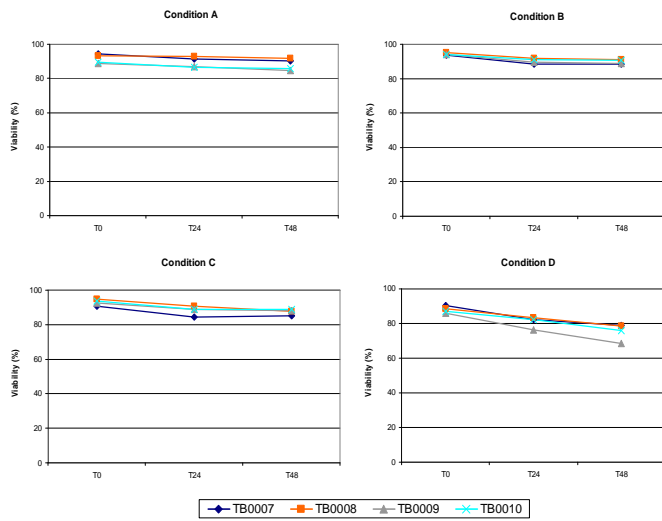 Condition A
100
80
60
40
20
0
Viability (%)
T0 T24 T48
Condition B
100
80
60
40
20
0
Viability (%)
T0 T24 T48
Condition C
100
80
60
40
20
0
Viability (%)
T0 T24 T48
Condition D
100
80
60
40
20
0
Viability (%)
T0 T24 T48
TB0007 TB0008 TB0009 TB0010